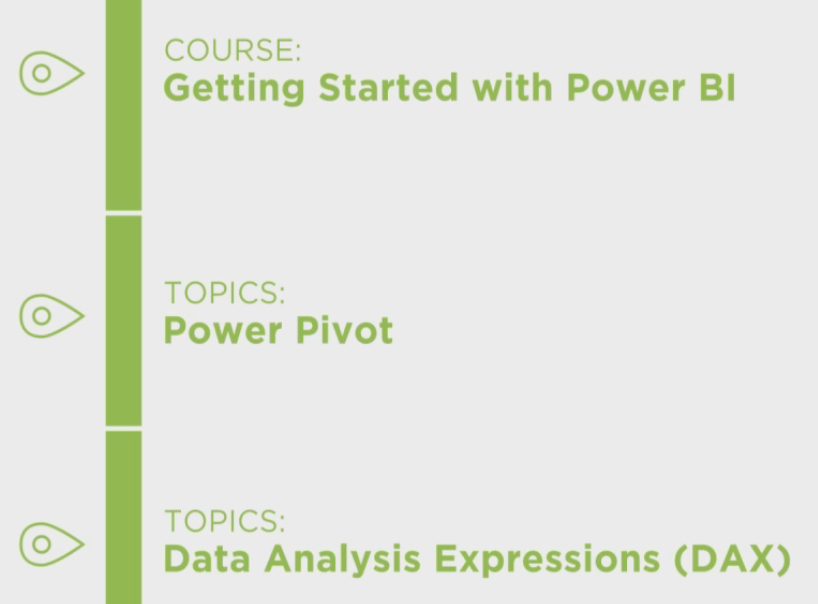 COURSE:
Getting Started with Power BI
TOPICS:
Power Pivot
TOPICS:
Data Analysis Expressions (DAX)